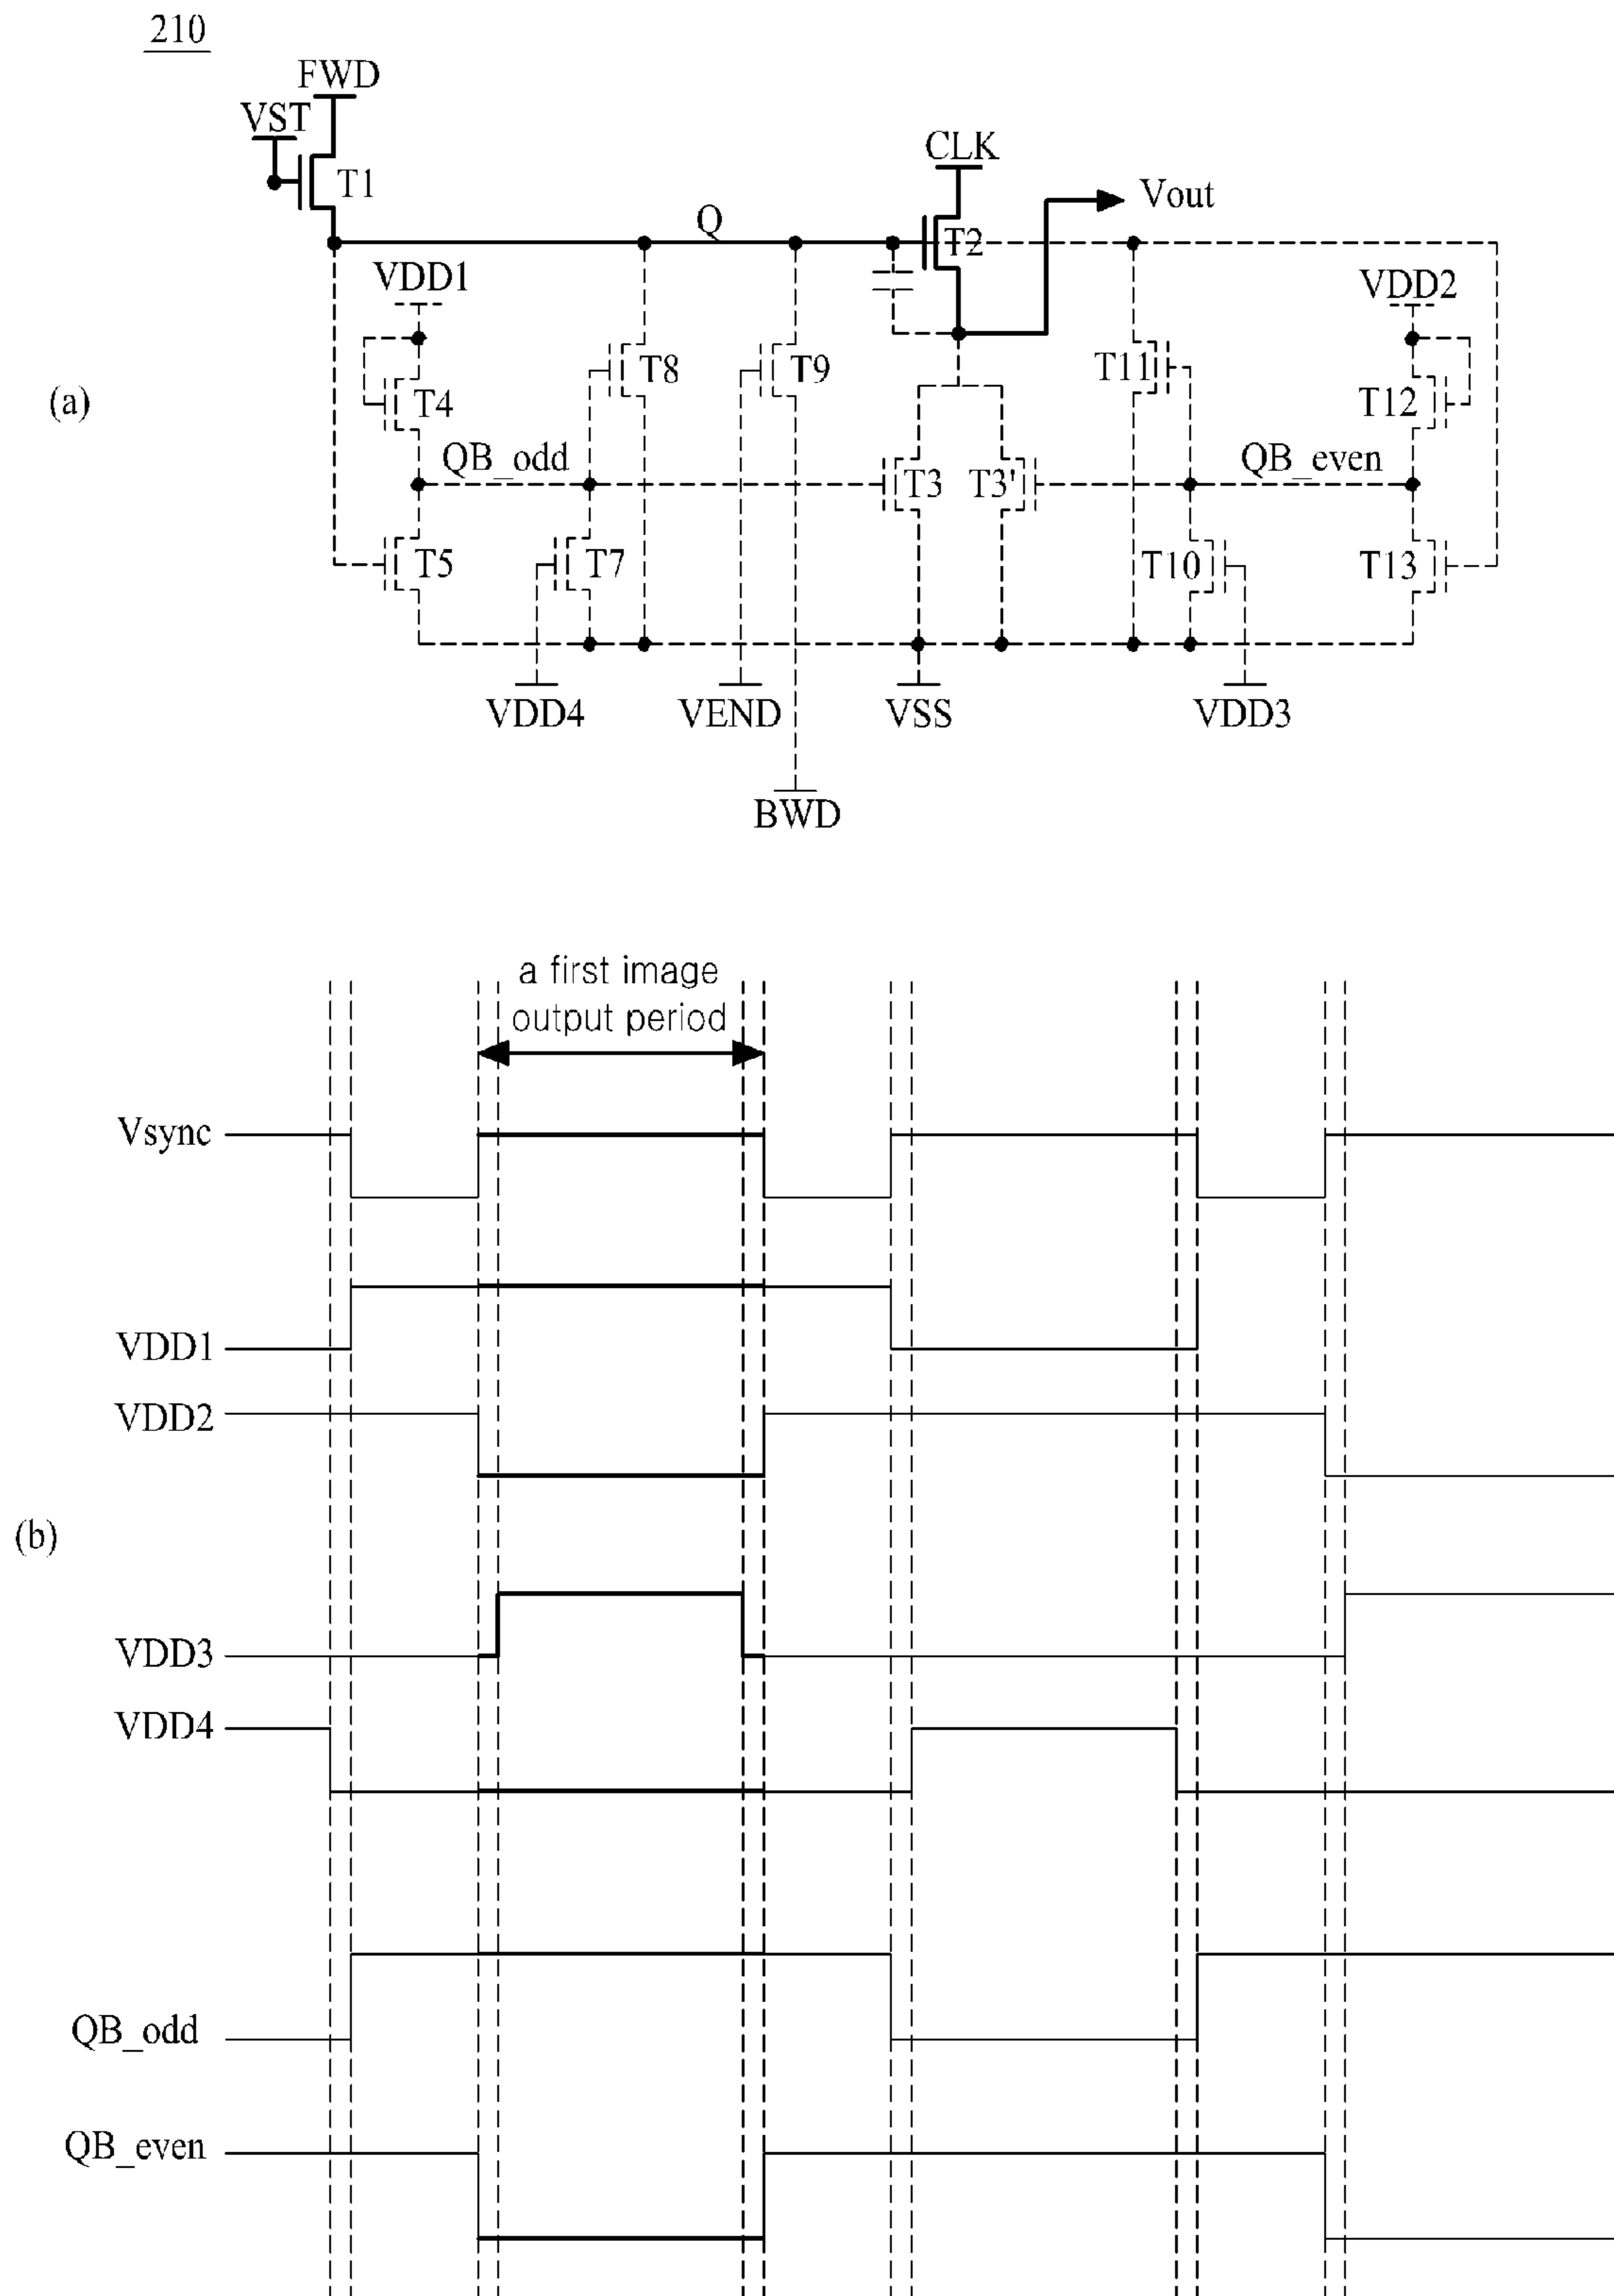 210
FWD
VST
T1
CLK
Vout
Q
T2
VDD1
VDD2
T8
T9
T11
T4
T12
(a)
QB_odd
QB_even
T3
T3'
T5
T7
T10
T13
VDD4
VEND
VSS
VDD3
BWD
a first image
output period
Vsync
VDD1
VDD2
(b)
VDD3
VDD4
QB_odd
QB_even